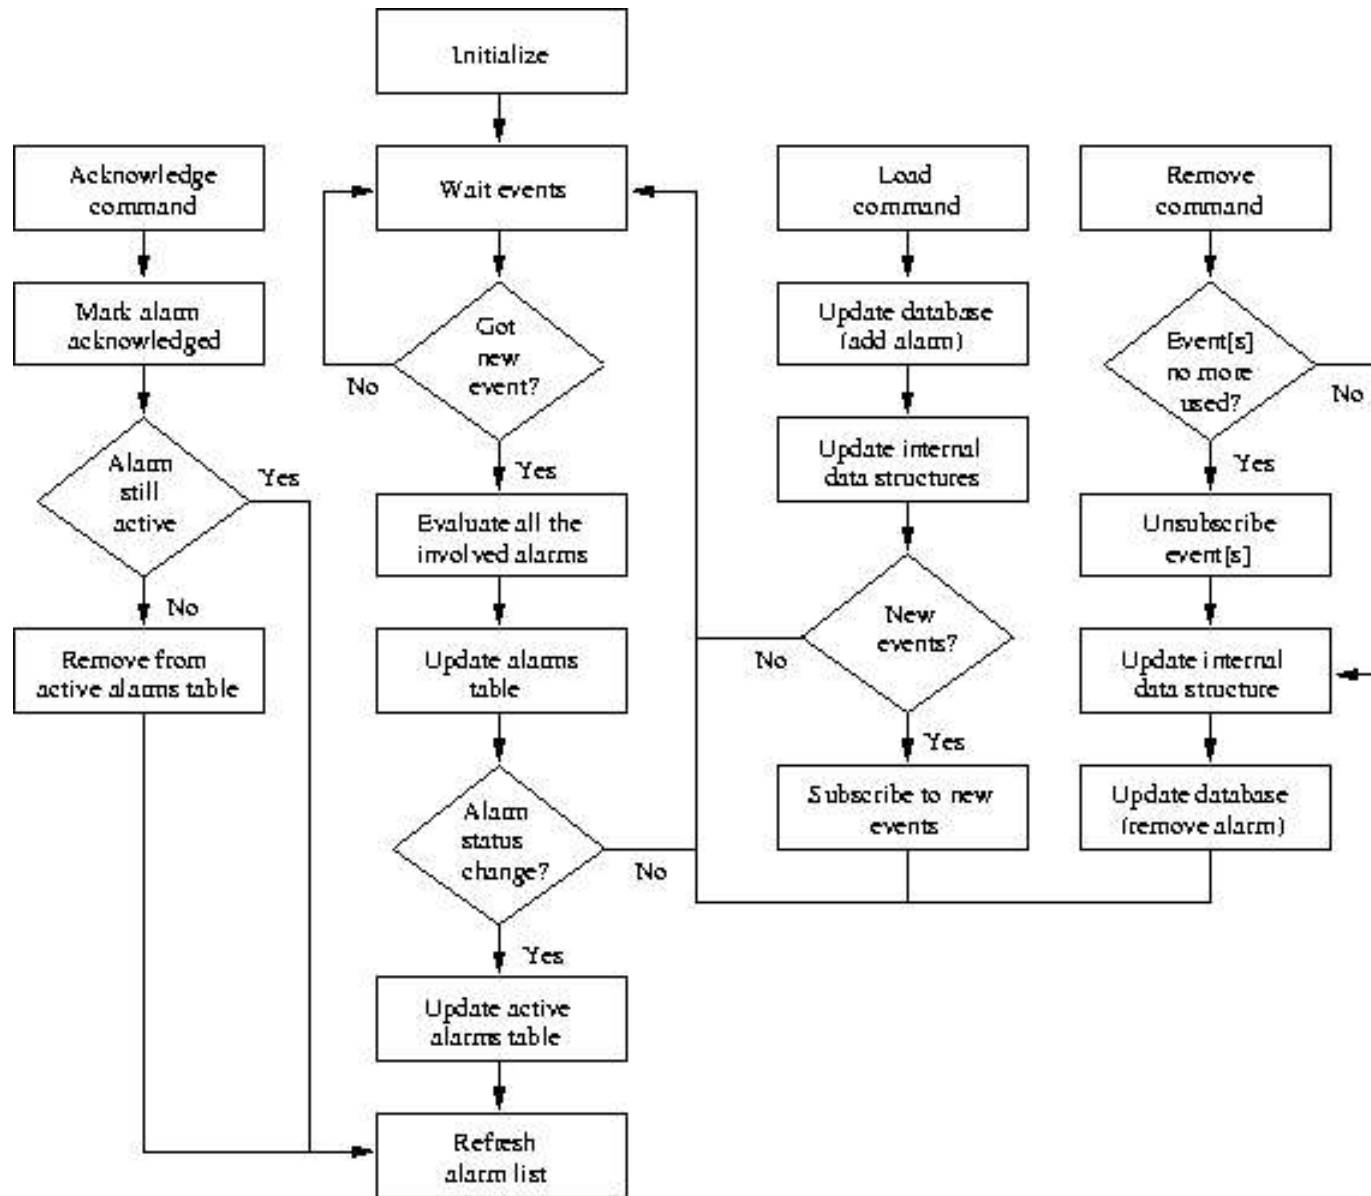 Initialize
Acknowledge
command
Wait events
Load
command
Remove
command
Mark alarm
acknowledged
Got
new
event?
No
Update database
(add alarm)
Event[s]
no more
used?
No
Alarm
still
active
Yes
Yes
Update internal
data structures
Yes
Evaluate all the
involved alarms
Unsubscribe
event[s]
No
New
events?
No
Remove from
active alarms table
Update alarms
table
Update internal
data structure
Yes
Alarm
status
change?
No
Subscribe to new
events
Update database
(remove alarm)
Yes
Update active
alarms table
Refresh
alarm list